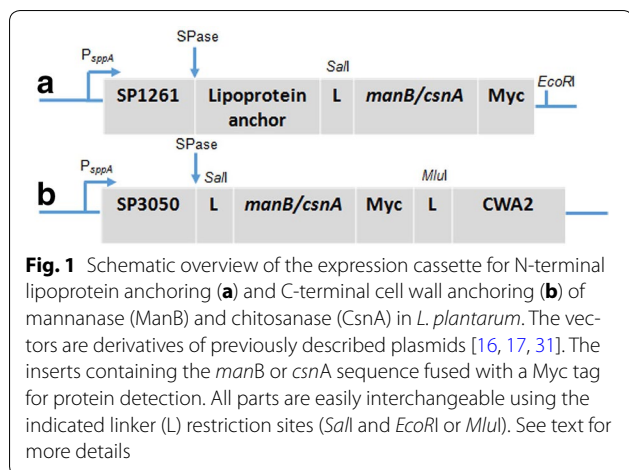 SPase
P sppA
SalI
EcoRI
a SP1261 Lipoprotein anchor L manB/csnA Myc
SPase
P sppA
SalI
MluI
b SP3050 L manB/csnA Myc L CWA2
Fig. 1 Schematic overview of the expression cassette for N-terminal
lipoprotein anchoring (a) and C-terminal cell wall anchoring (b) of
mannanase (ManB) and chitosanase (CsnA) in L. plantarum. The vec-
tors are derivatives of previously described plasmids [16, 17, 31]. The
inserts containing the manB or csnA sequence fused with a Myc tag
for protein detection. All parts are easily interchangeable using the
indicated linker (L) restriction sites (SalI and EcoRI or MluI). See text for
more details